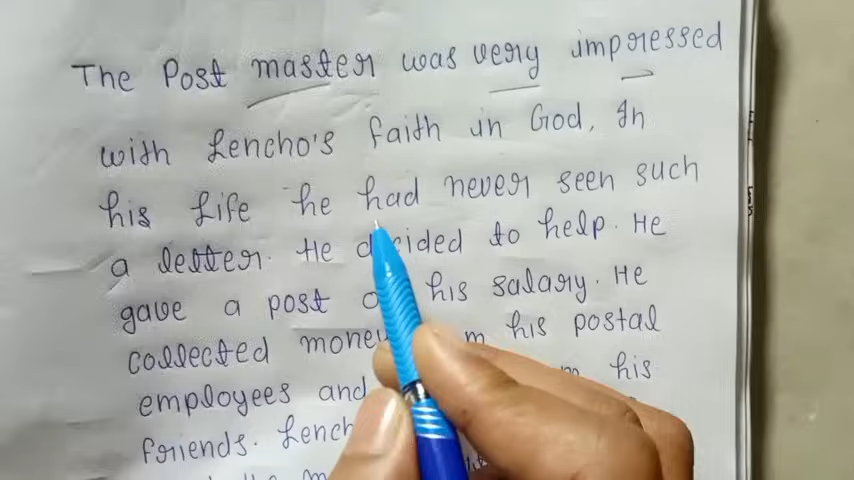 The Post master was very impressed
with Lencho's faith in God, In
his life he had never seen such
a letter. He decided to help. He
gave a post his salary. He
collected money his postal
employees and his
friends. Lench
the